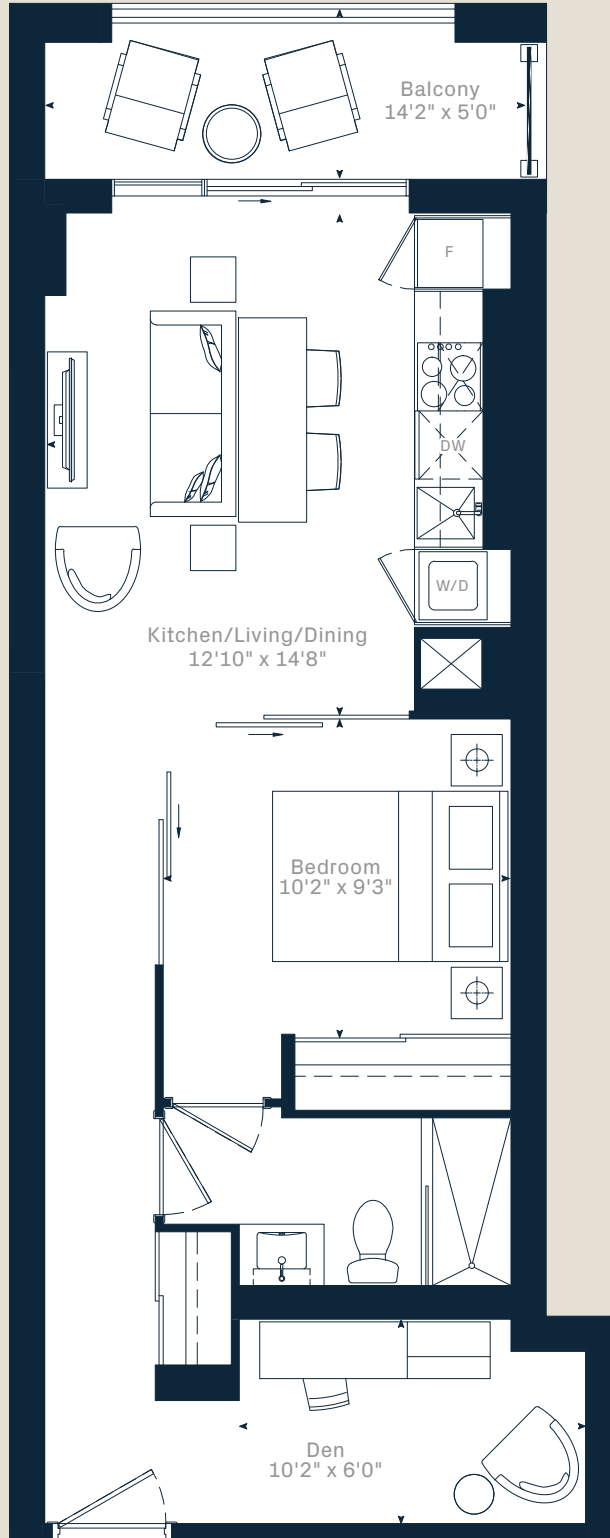 Balcony
14'2" x 5'0"
F
DW
W/D
Kitchen/Living/Dining
12'10" x 14'8"
Bedroom
10'2" x 9'3"
Den
10'2" x 6'0"